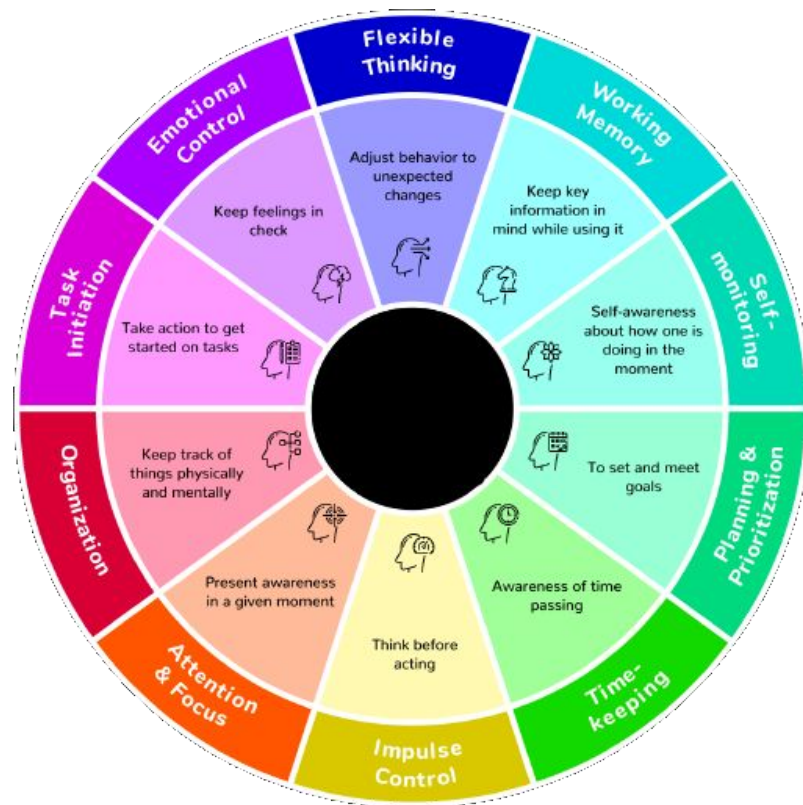 Flexible
Thinking
Adjust behavior to
unexpected
changes
Working
Memory
Keep key
information in
mind while using it
Self-
monitoring
Self-awareness
about how one is
doing in the
moment
Planning &
Prioritization
To set and meet
goals
Time-
keeping
Awareness of time
passing
Impulse
Control
Think before
acting
Attention
& Focus
Present awareness
in a given moment
Organization
Keep track of
things physically
and mentally
Task
Initiation
Take action to get
started on tasks
Emotional
Control
Keep feelings in
check